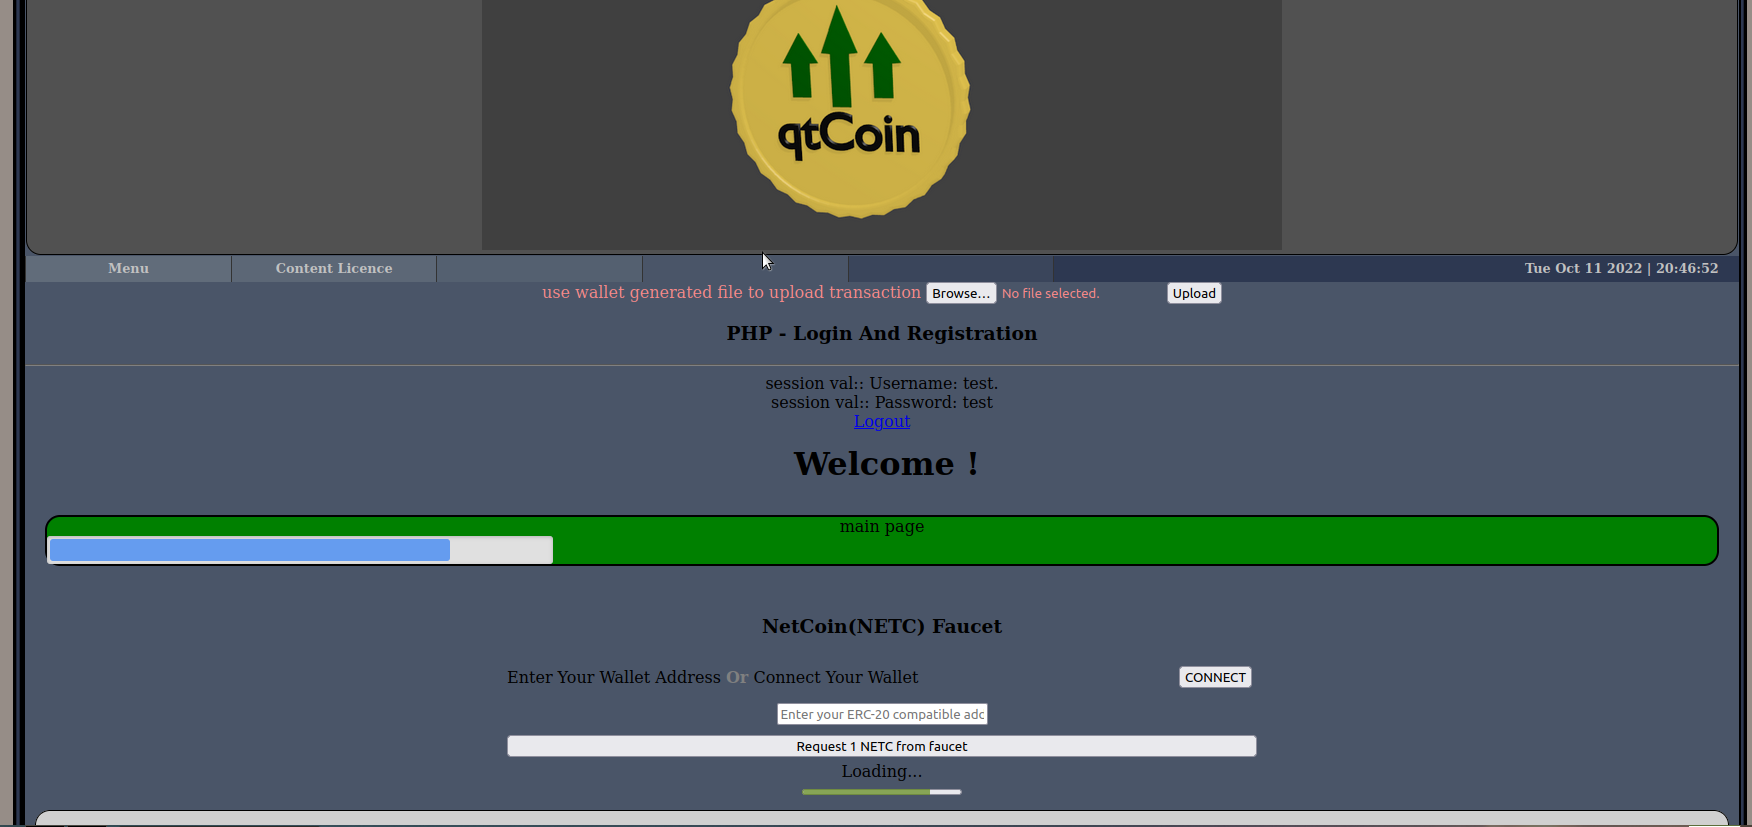 qtCoin
Menu Content Licence Tue Oct 11 2022 | 20:46:52
use wallet generated file to upload transaction Browse... No file selected. Upload
PHP - Login And Registration
session val:: Username: test.
session val:: Password: test
Logout
Welcome !
main page
NetCoin(NETC) Faucet
Enter Your Wallet Address Or Connect Your Wallet CONNECT
Enter your ERC-20 compatible adc
Request 1 NETC from faucet
Loading...